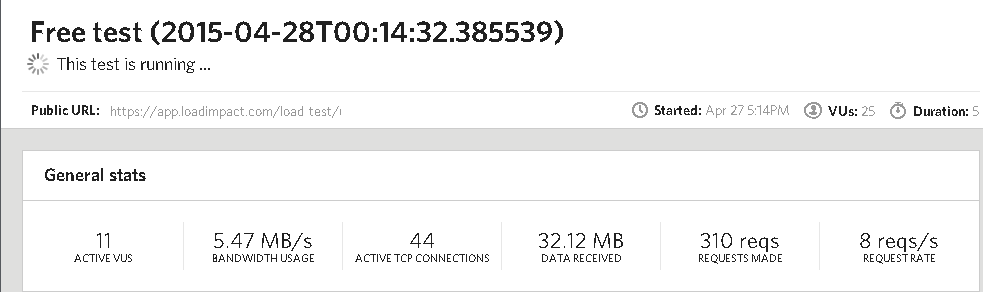 Free test (2015-04-28T00:14:32.385539)
This test is running ...
Public URL: https://app.loadimpact.com/load test/ Started: Apr 27 5:14PM VUs: 25 Duration: 5
General stats
11 5.47 MB/s 44 32.12 MB 310 reqs 8 reqs/s
ACTIVE VUS BANDWIDTH USAGE ACTIVE TCP CONNECTIONS DATA RECEIVED REQUESTS MADE REQUEST RATE